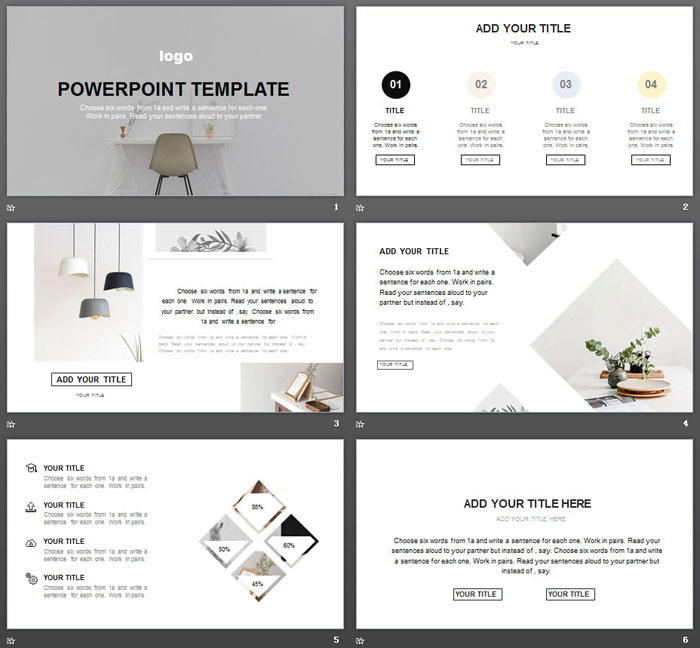 logo
POWERPOINT TEMPLATE
Choose six words from 1a and write a sentence for each one.
Work in pairs. Read your sentences aloud to your partner
1
ADD YOUR TITLE
YOUR TITLE
01
TITLE
Choose six words
from 1a and write a
sentence for each
one. Work in pairs.
YOUR TITLE
02
TITLE
Choose six words
from 1a and write a
sentence for each
one. Work in pairs.
YOUR TITLE
03
TITLE
Choose six words
from 1a and write a
sentence for each
one. Work in pairs.
YOUR TITLE
04
TITLE
Choose six words
from 1a and write a
sentence for each
one. Work in pairs.
YOUR TITLE
2
Choose six words from 1a and write a sentence for
each one. Work in pairs. Read your sentences aloud to
your partner but instead of , say. Choose six words from
1a and write a sentence for
Choose six words from 1a and write a sentence for each one. Work in
pairs. Read your sentences aloud to your partner but instead of , say.
Choose six words from 1a and write a sentence for each one
ADD YOUR TITLE
YOUR TITLE
3
ADD YOUR TITLE
Choose six words from 1a and write a
sentence for each one. Work in pairs.
Read your sentences aloud to your
partner but instead of , say.
Choose six words from 1a and write a sentence for each
one. Work in pairs. Read your sentences aloud to your
partner but instead of , say. Choose six words from
1a and write a sentence for each one
YOUR TITLE
4
YOUR TITLE
Choose six words from 1a and write a
sentence for each one. Work in pairs.
YOUR TITLE
Choose six words from 1a and write a
sentence for each one. Work in pairs.
YOUR TITLE
Choose six words from 1a and write a
sentence for each one. Work in pairs.
YOUR TITLE
Choose six words from 1a and write a
sentence for each one. Work in pairs.
85%
50%
60%
45%
5
ADD YOUR TITLE HERE
ADD YOUR TITLE HERE
Choose six words from 1a and write a sentence for each one. Work in pairs. Read your
sentences aloud to your partner but instead of , say. Choose six words from 1a and write
a sentence for each one. Work in pairs. Read your sentences aloud to your partner but
instead of , say.
YOUR TITLE
YOUR TITLE
6